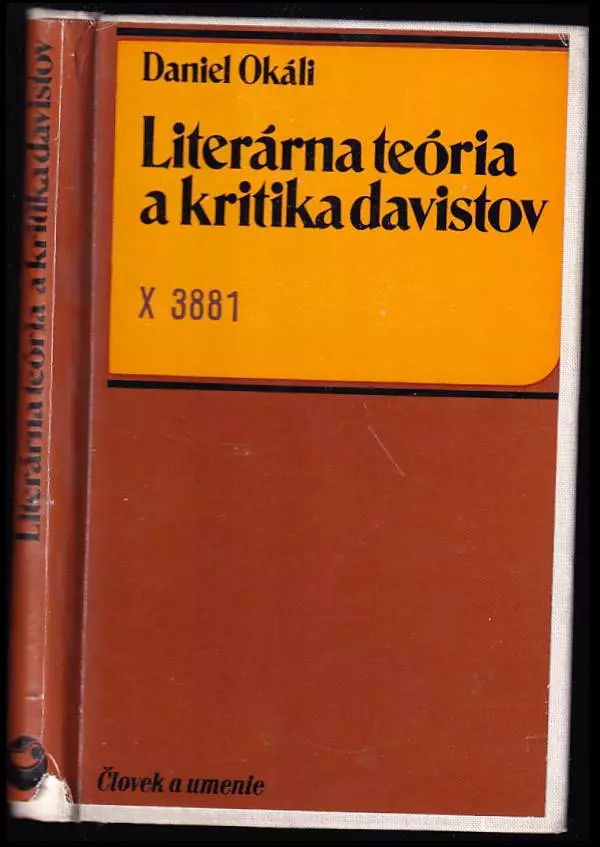 Daniel Okáli
Literárna teória
a kritika davistov
X 3881
Človek a umenie
Literárna teória a kritika davistov